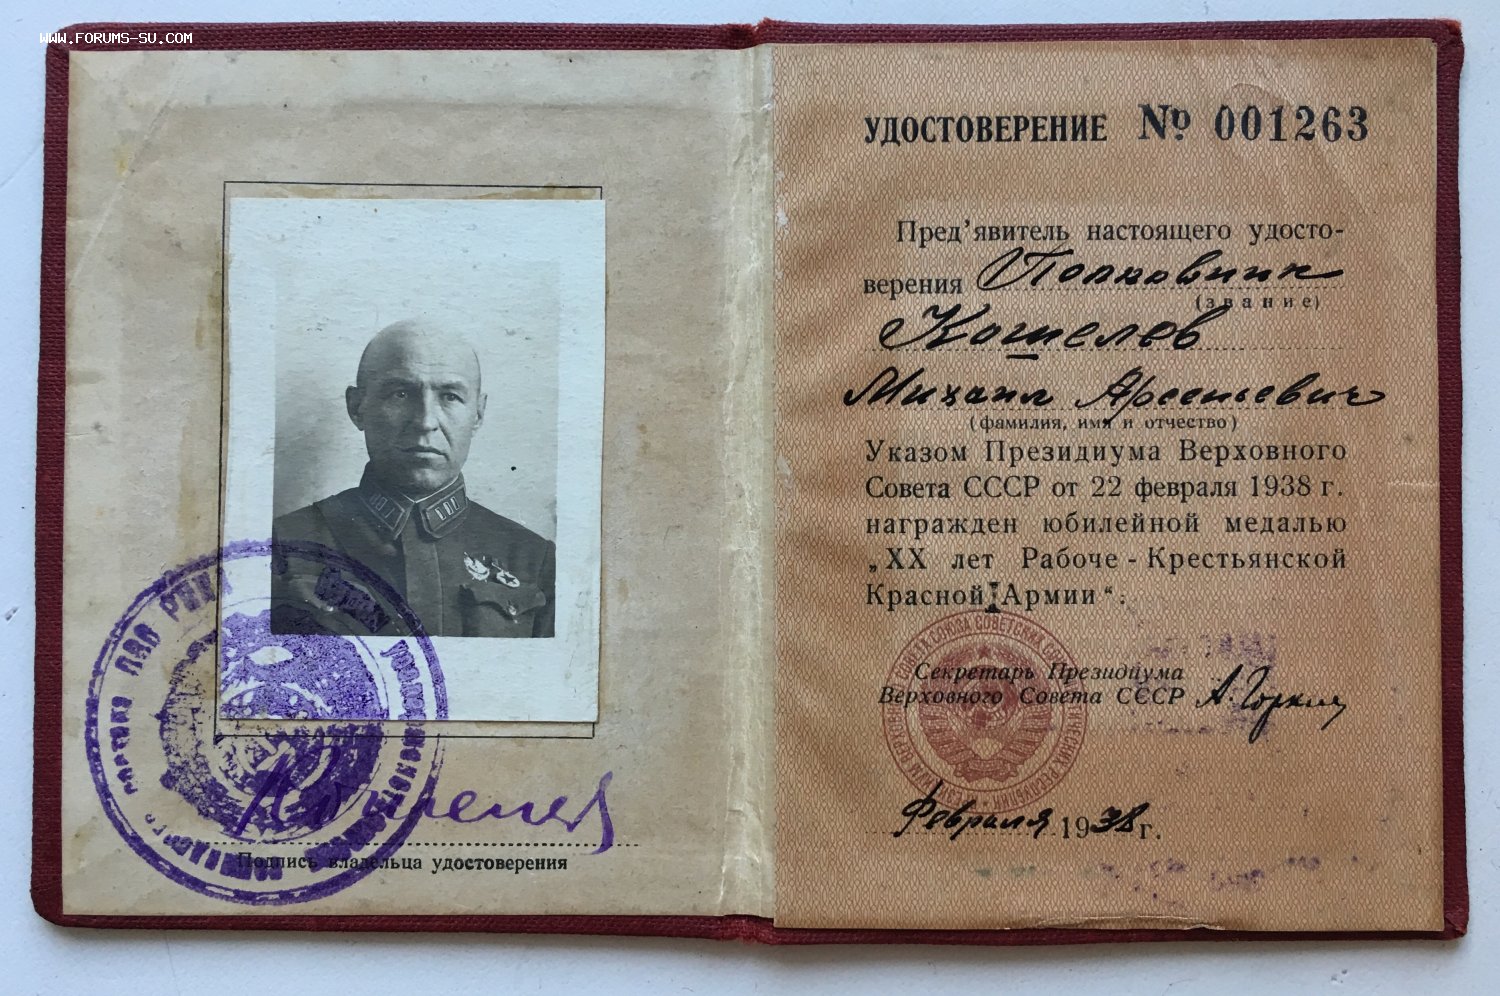 WWW.FORUMS-SU.COM
Кошелев
Подпись владельца удостоверения
УДОСТОВЕРЕНИЕ № 001263
Пред'явитель настоящего удосто-
верения Полковник
(звание)
Кошелев
Михаил Арсеньевич
(фамилия, имя и отчество)
Указом Президиума Верховного
Совета СССР от 22 февраля 1938 г.
награжден юбилейной медалью
„XX лет Рабоче-Крестьянской
Красной Армии“.
Секретарь Президиума
Верховного Совета СССР А. Горкин
Февраля 1938 г.